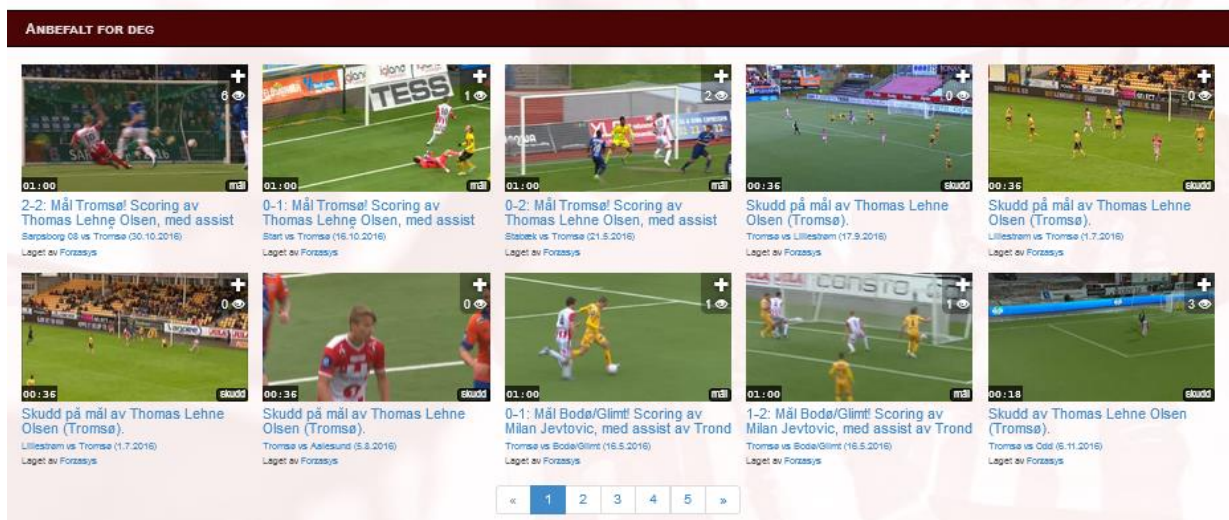 ANBEFALT FOR DEG
6
01:00
mål
2-2: Mål Tromsø! Scoring av
Thomas Lehne Olsen, med assist
Sarpsborg 08 vs Tromsø (30.10.2016)
Laget av Forzasys
TESS
1
01:00
mål
0-1: Mål Tromsø! Scoring av
Thomas Lehne Olsen, med assist
Start vs Tromsø (16.10.2016)
Laget av Forzasys
2
01:00
mål
0-2: Mål Tromsø! Scoring av
Thomas Lehne Olsen, med assist
Stabæk vs Tromsø (21.5.2016)
Laget av Forzasys
0
00:36
skudd
Skudd på mål av Thomas Lehne
Olsen (Tromsø).
Tromsø vs Lillestrøm (17.9.2016)
Laget av Forzasys
0
00:36
skudd
Skudd på mål av Thomas Lehne
Olsen (Tromsø).
Lillestrøm vs Tromsø (1.7.2016)
Laget av Forzasys
0
00:36
skudd
Skudd på mål av Thomas Lehne
Olsen (Tromsø).
Lillestrøm vs Tromsø (1.7.2016)
Laget av Forzasys
0
00:36
skudd
Skudd på mål av Thomas Lehne
Olsen (Tromsø).
Tromsø vs Aalesund (5.8.2016)
Laget av Forzasys
1
01:00
mål
0-1: Mål Bodø/Glimt! Scoring av
Milan Jevtovic, med assist av Trond
Tromsø vs Bodø/Glimt (16.5.2016)
Laget av Forzasys
CONSTO
1
01:00
mål
1-2: Mål Bodø/Glimt! Scoring av
Milan Jevtovic, med assist av Trond
Tromsø vs Bodø/Glimt (16.5.2016)
Laget av Forzasys
3
00:18
skudd
Skudd av Thomas Lehne Olsen
(Tromsø).
Tromsø vs Odd (6.11.2016)
Laget av Forzasys
« 1 2 3 4 5 »